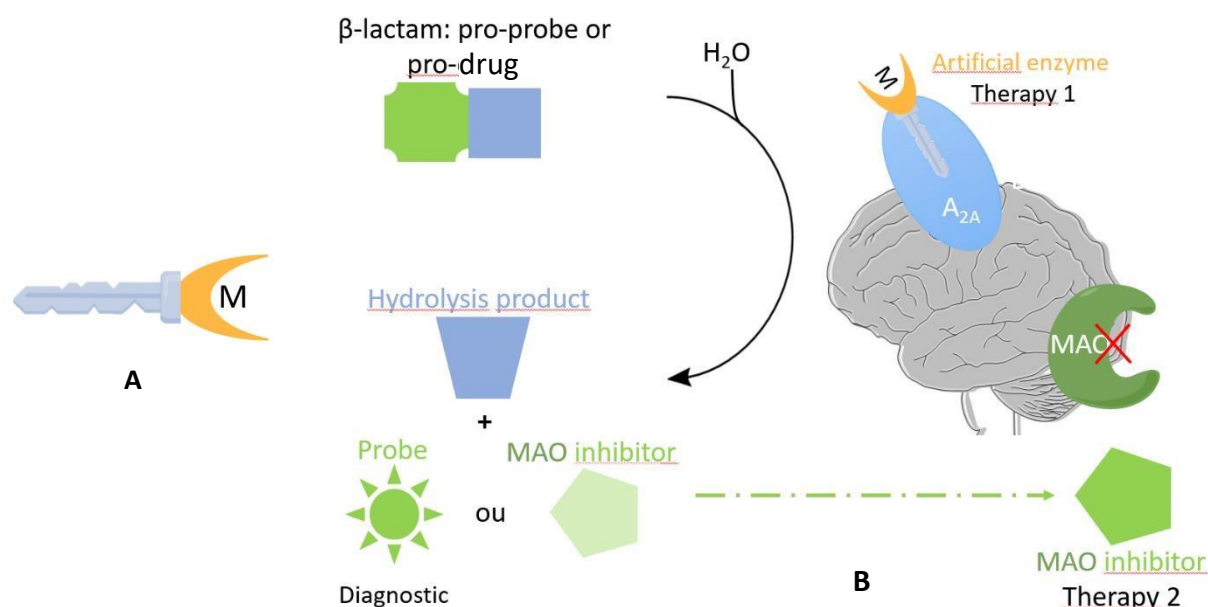 β-lactam: pro-probe or
pro-drug
H₂O
M
Artificial enzyme
Therapy 1
A₂A
M
A
Hydrolysis product
+
MAO
Probe
ou
MAO inhibitor
Diagnostic
B
MAO inhibitor
Therapy 2